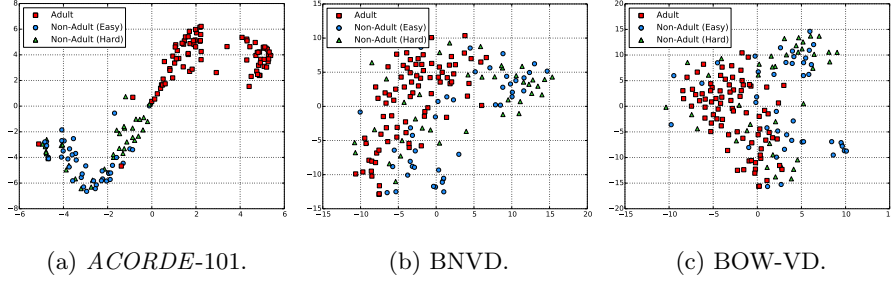 8
6
4
2
0
−2
−4
−6
−8
−6 −4 −2 0 2 4 6
Adult
Non-Adult (Easy)
Non-Adult (Hard)
(a) ACORDE-101.
15
10
5
0
−5
−10
−15
−15 −10 −5 0 5 10 15 20
Adult
Non-Adult (Easy)
Non-Adult (Hard)
(b) BNVD.
20
15
10
5
0
−5
−10
−15
−20
−15 −10 −5 0 5 10 15
Adult
Non-Adult (Easy)
Non-Adult (Hard)
(c) BOW-VD.